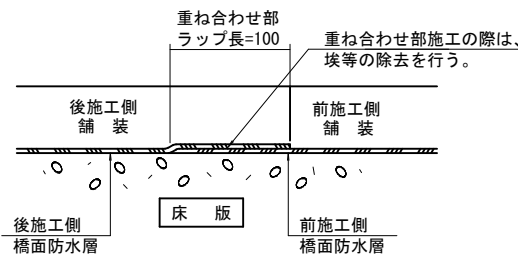 重ね合わせ部
ラップ長=100
重ね合わせ部施工の際は、
埃等の除去を行う。
後施工側
舗　装
前施工側
舗　装
床　版
後施工側
橋面防水層
前施工側
橋面防水層